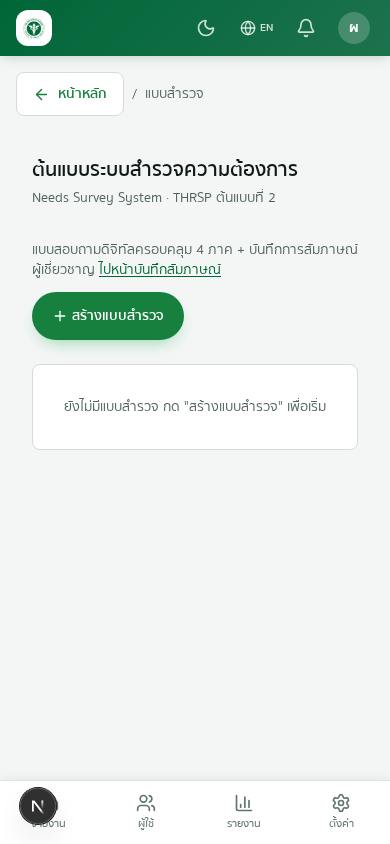 EN
พ
หน้าหลัก / แบบสำรวจ
ต้นแบบระบบสำรวจความต้องการ
Needs Survey System · THRSP ต้นแบบที่ 2
แบบสอบถามดิจิทัลครอบคลุม 4 ภาค + บันทึกการสัมภาษณ์
ผู้เชี่ยวชาญ ไปหน้าบันทึกสัมภาษณ์
+ สร้างแบบสำรวจ
ยังไม่มีแบบสำรวจ กด "สร้างแบบสำรวจ" เพื่อเริ่ม
N
ผู้ใช้
รายงาน
ตั้งค่า